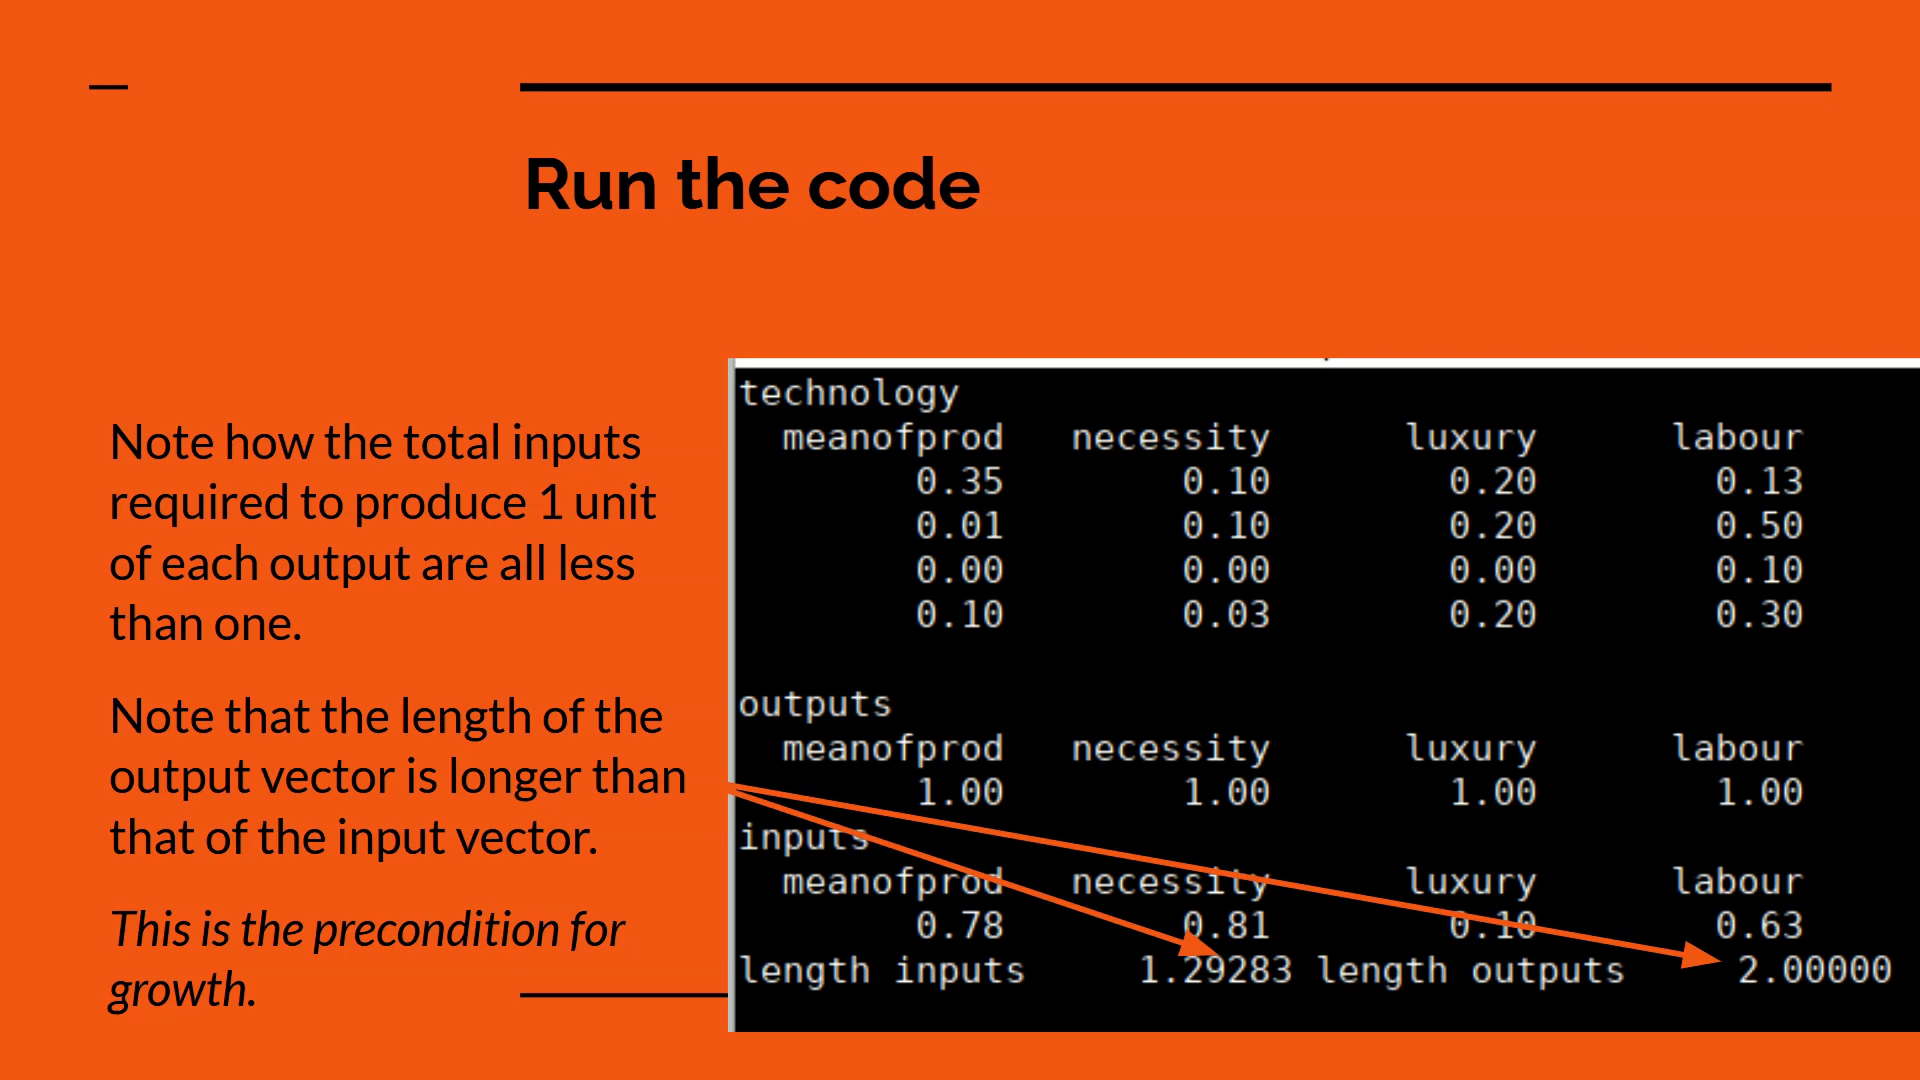 Run the code
Note how the total inputs
required to produce 1 unit
of each output are all less
than one.
Note that the length of the
output vector is longer than
that of the input vector.
This is the precondition for
growth.
technology
meanofprod necessity luxury labour
0.35 0.10 0.20 0.13
0.01 0.10 0.20 0.50
0.00 0.00 0.00 0.10
0.10 0.03 0.20 0.30
outputs
meanofprod necessity luxury labour
1.00 1.00 1.00 1.00
inputs
meanofprod necessity luxury labour
0.78 0.81 0.10 0.63
length inputs 1.29283 length outputs 2.00000